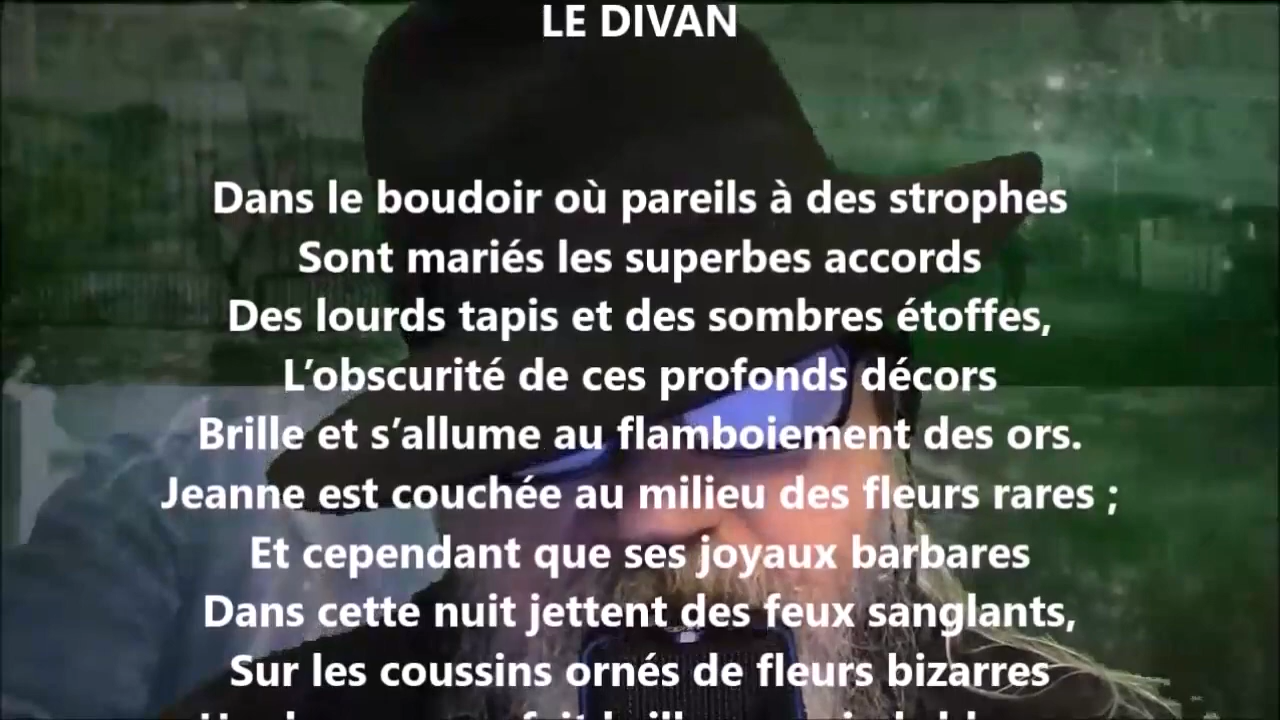 LE DIVAN
Dans le boudoir où pareils à des strophes
Sont mariés les superbes accords
Des lourds tapis et des sombres étoffes,
L’obscurité de ces profonds décors
Brille et s’allume au flamboiement des ors.
Jeanne est couchée au milieu des fleurs rares ;
Et cependant que ses joyaux barbares
Dans cette nuit jettent des feux sanglants,
Sur les coussins ornés de fleurs bizarres